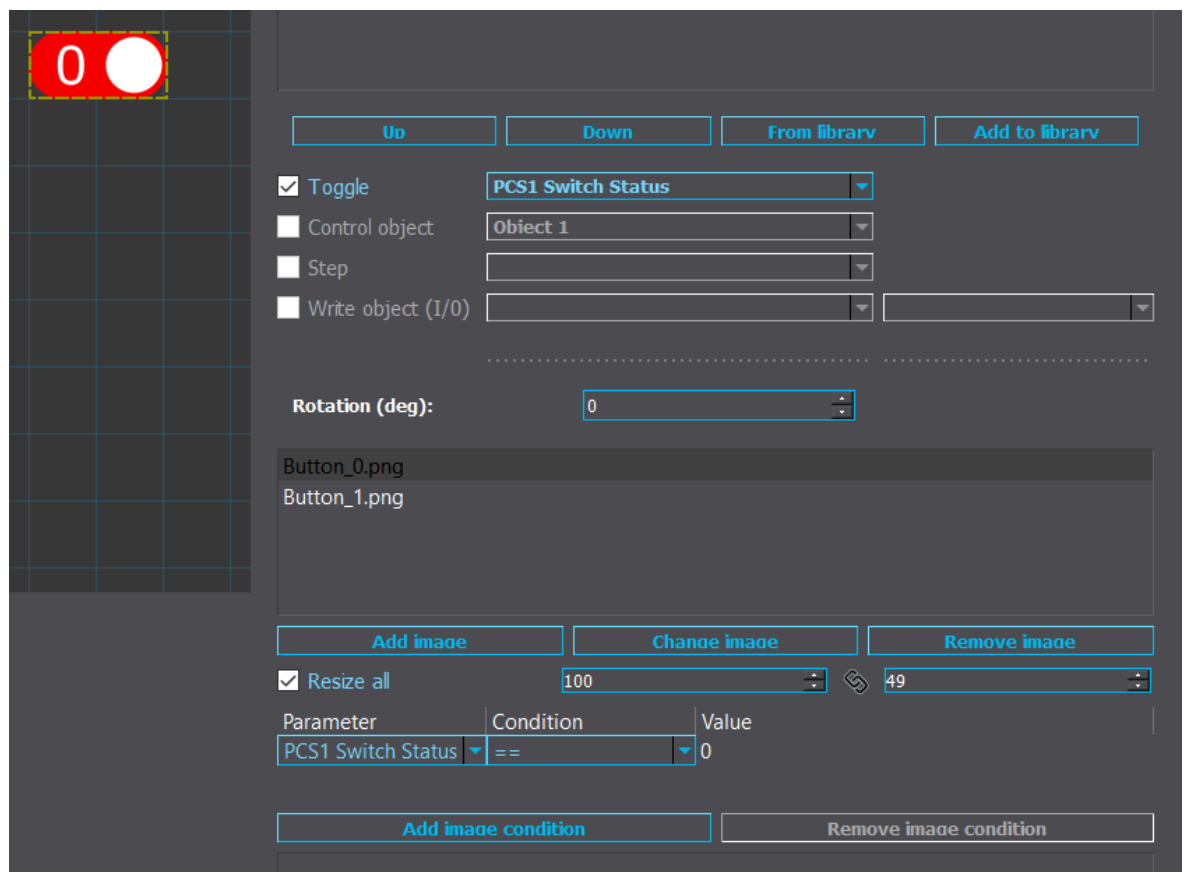 0
Up Down From library Add to library
Toggle PCS1 Switch Status
Control object Object 1
Step
Write object (I/0)
Rotation (deg): 0
Button_0.png
Button_1.png
Add image Change image Remove image
Resize all 100 49
Parameter Condition Value
PCS1 Switch Status == 0
Add image condition Remove image condition